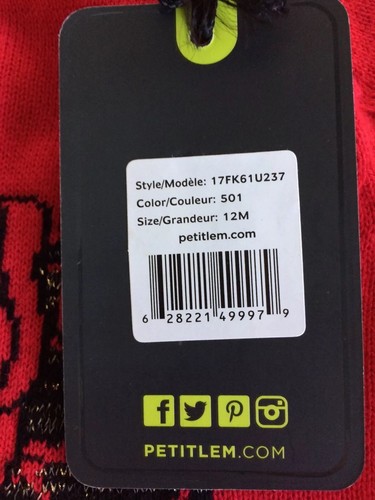 Style/Modèle: 17FK61U237
Color/Couleur: 501
Size/Grandeur: 12M
petitlem.com
6 28221 49997 9
PETITLEM.COM